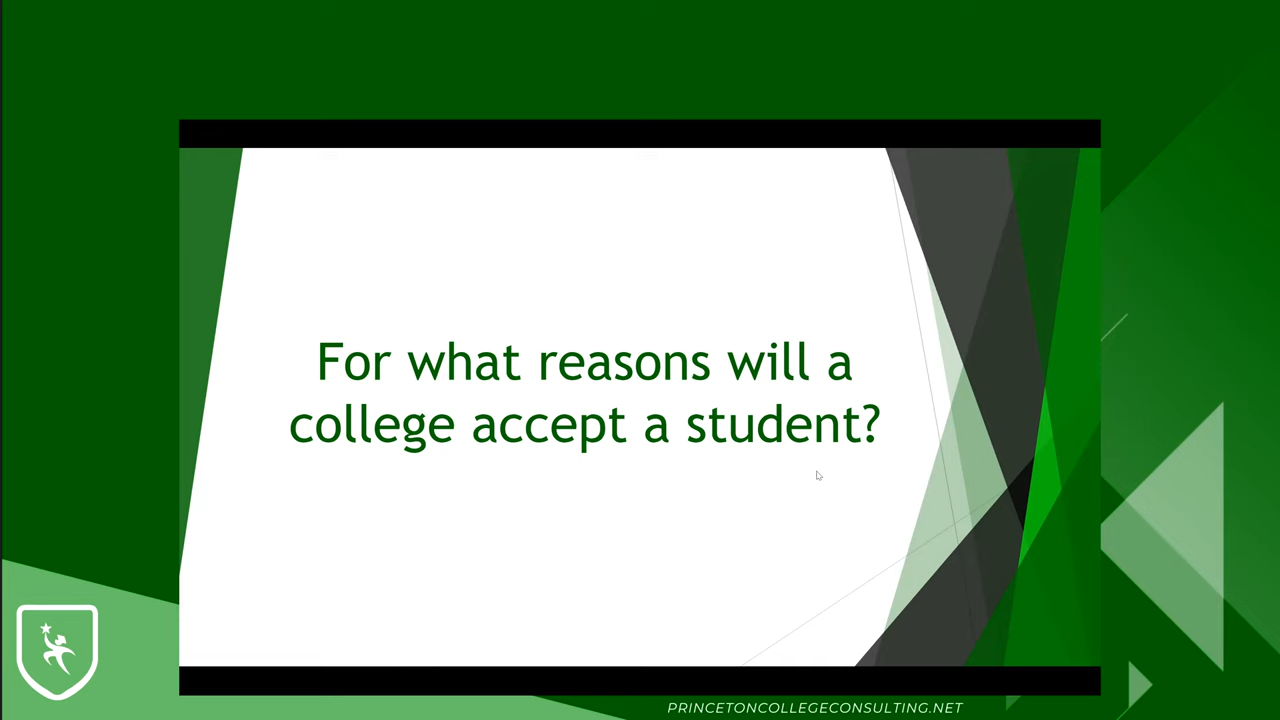 For what reasons will a
college accept a student?
PRINCETONCOLLEGECONSULTING.NET